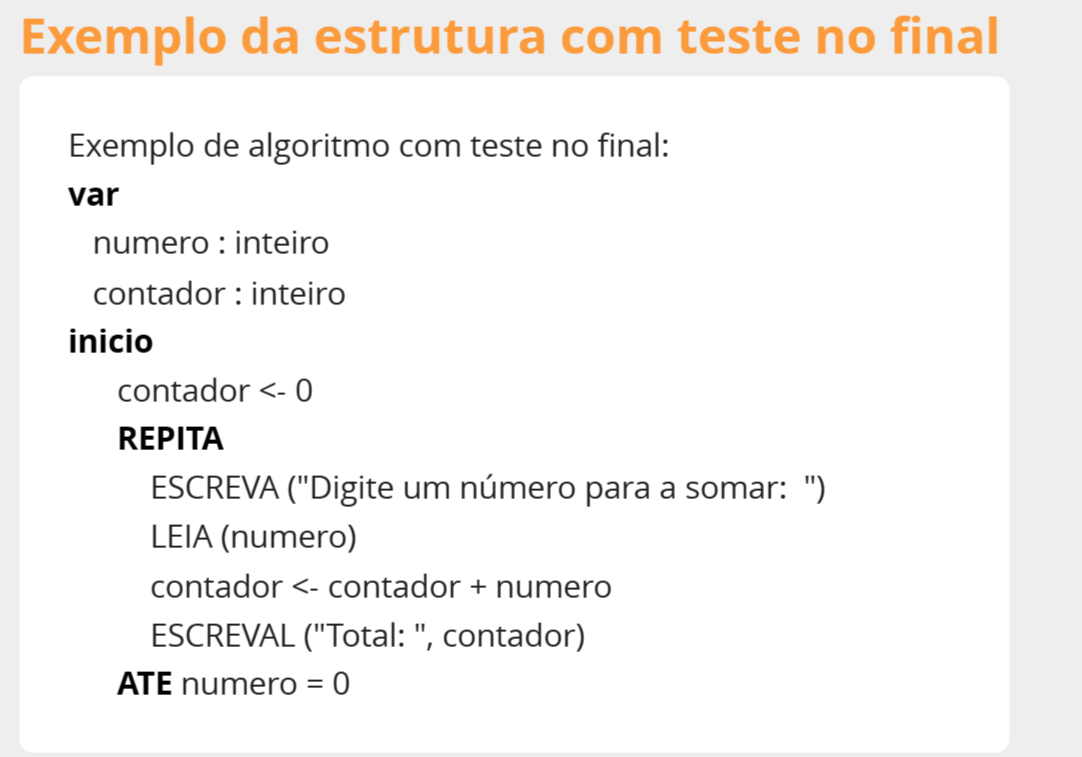 Exemplo da estrutura com teste no final
Exemplo de algoritmo com teste no final:
var
numero : inteiro
contador : inteiro
inicio
contador <- 0
REPITA
ESCREVA ("Digite um número para a somar:  ")
LEIA (numero)
contador <- contador + numero
ESCREVAL ("Total: ", contador)
ATE numero = 0